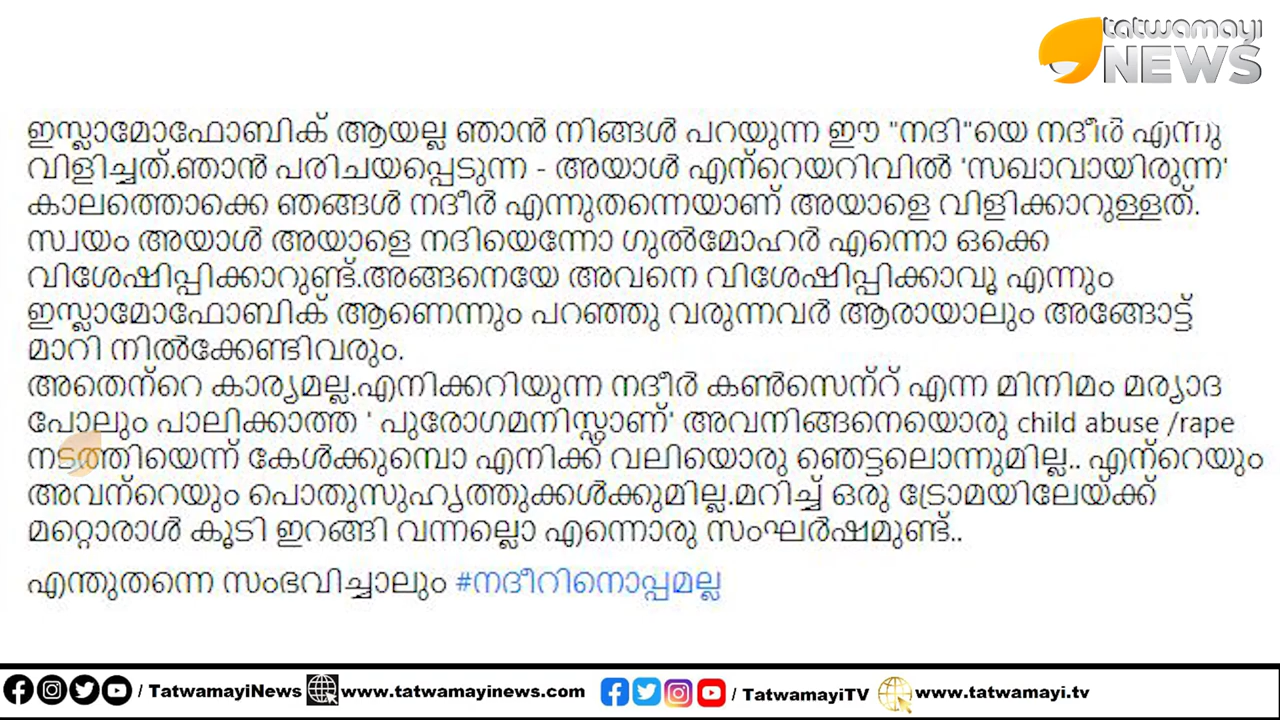 tatwamayi
NEWS
ഇസ്ലാമോഫോബിക് ആയല്ല ഞാൻ നിങ്ങൾ പറയുന്ന ഈ "നദി"യെ നദീർ എന്നു
വിളിച്ചത്.ഞാൻ പരിചയപ്പെടുന്ന - അയാൾ എന്റെയറിവിൽ 'സഖാവായിരുന്ന'
കാലത്തൊക്കെ ഞങ്ങൾ നദീർ എന്നുതന്നെയാണ് അയാളെ വിളിക്കാറുള്ളത്.
സ്വയം അയാൾ അയാളെ നദിയെന്നോ ഗുൽമോഹർ എന്നൊ ഒക്കെ
വിശേഷിപ്പിക്കാറുണ്ട്.അങ്ങനെയേ അവനെ വിശേഷിപ്പിക്കാവൂ എന്നും
ഇസ്ലാമോഫോബിക് ആണെന്നും പറഞ്ഞു വരുന്നവർ ആരായാലും അങ്ങോട്ട്
മാറി നിൽക്കേണ്ടിവരും.
അതെന്റെ കാര്യമല്ല.എനിക്കറിയുന്ന നദീർ കൺസെന്റ് എന്ന മിനിമം മര്യാദ
പോലും പാലിക്കാത്ത ' പുരോഗമനിസ്റ്റാണ്' അവനിങ്ങനെയൊരു child abuse /rape
നടത്തിയെന്ന് കേൾക്കുമ്പൊ എനിക്ക് വലിയൊരു ഞെട്ടലൊന്നുമില്ല.. എന്റെയും
അവന്റെയും പൊതുസുഹൃത്തുക്കൾക്കുമില്ല.മറിച്ച് ഒരു ട്രോമയിലേയ്ക്ക്
മറ്റൊരാൾ കൂടി ഇറങ്ങി വന്നല്ലൊ എന്നൊരു സംഘർഷമുണ്ട്..
എന്തുതന്നെ സംഭവിച്ചാലും #നദീറിനൊപ്പമല്ല
/ TatwamayiNews www.tatwamayinews.com / TatwamayiTV www.tatwamayi.tv